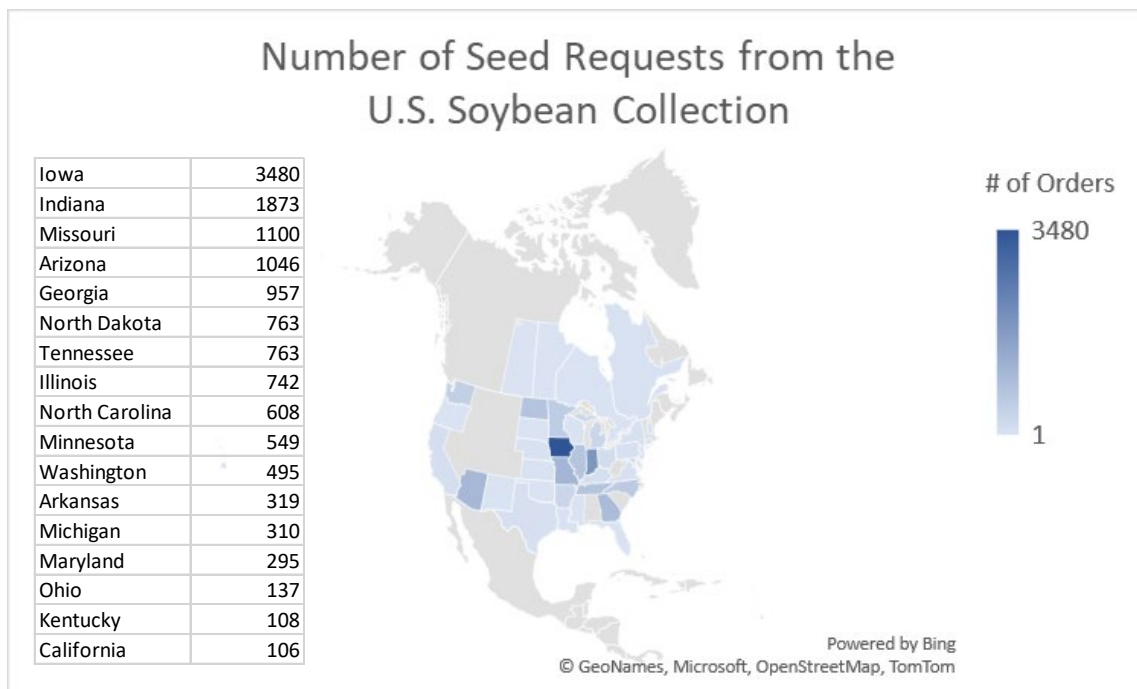 Number of Seed Requests from the
U.S. Soybean Collection
Iowa 3480
Indiana 1873
Missouri 1100
Arizona 1046
Georgia 957
North Dakota 763
Tennessee 763
Illinois 742
North Carolina 608
Minnesota 549
Washington 495
Arkansas 319
Michigan 310
Maryland 295
Ohio 137
Kentucky 108
California 106
# of Orders
3480
1
Powered by Bing
© GeoNames, Microsoft, OpenStreetMap, TomTom